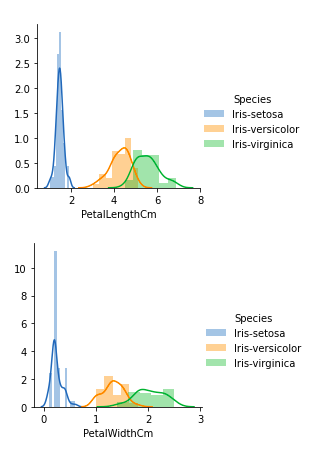 3.0
2.5
2.0
1.5
1.0
0.5
0.0
2 4 6 8
PetalLengthCm
Species
Iris-setosa
Iris-versicolor
Iris-virginica
10
8
6
4
2
0
0 1 2 3
PetalWidthCm
Species
Iris-setosa
Iris-versicolor
Iris-virginica